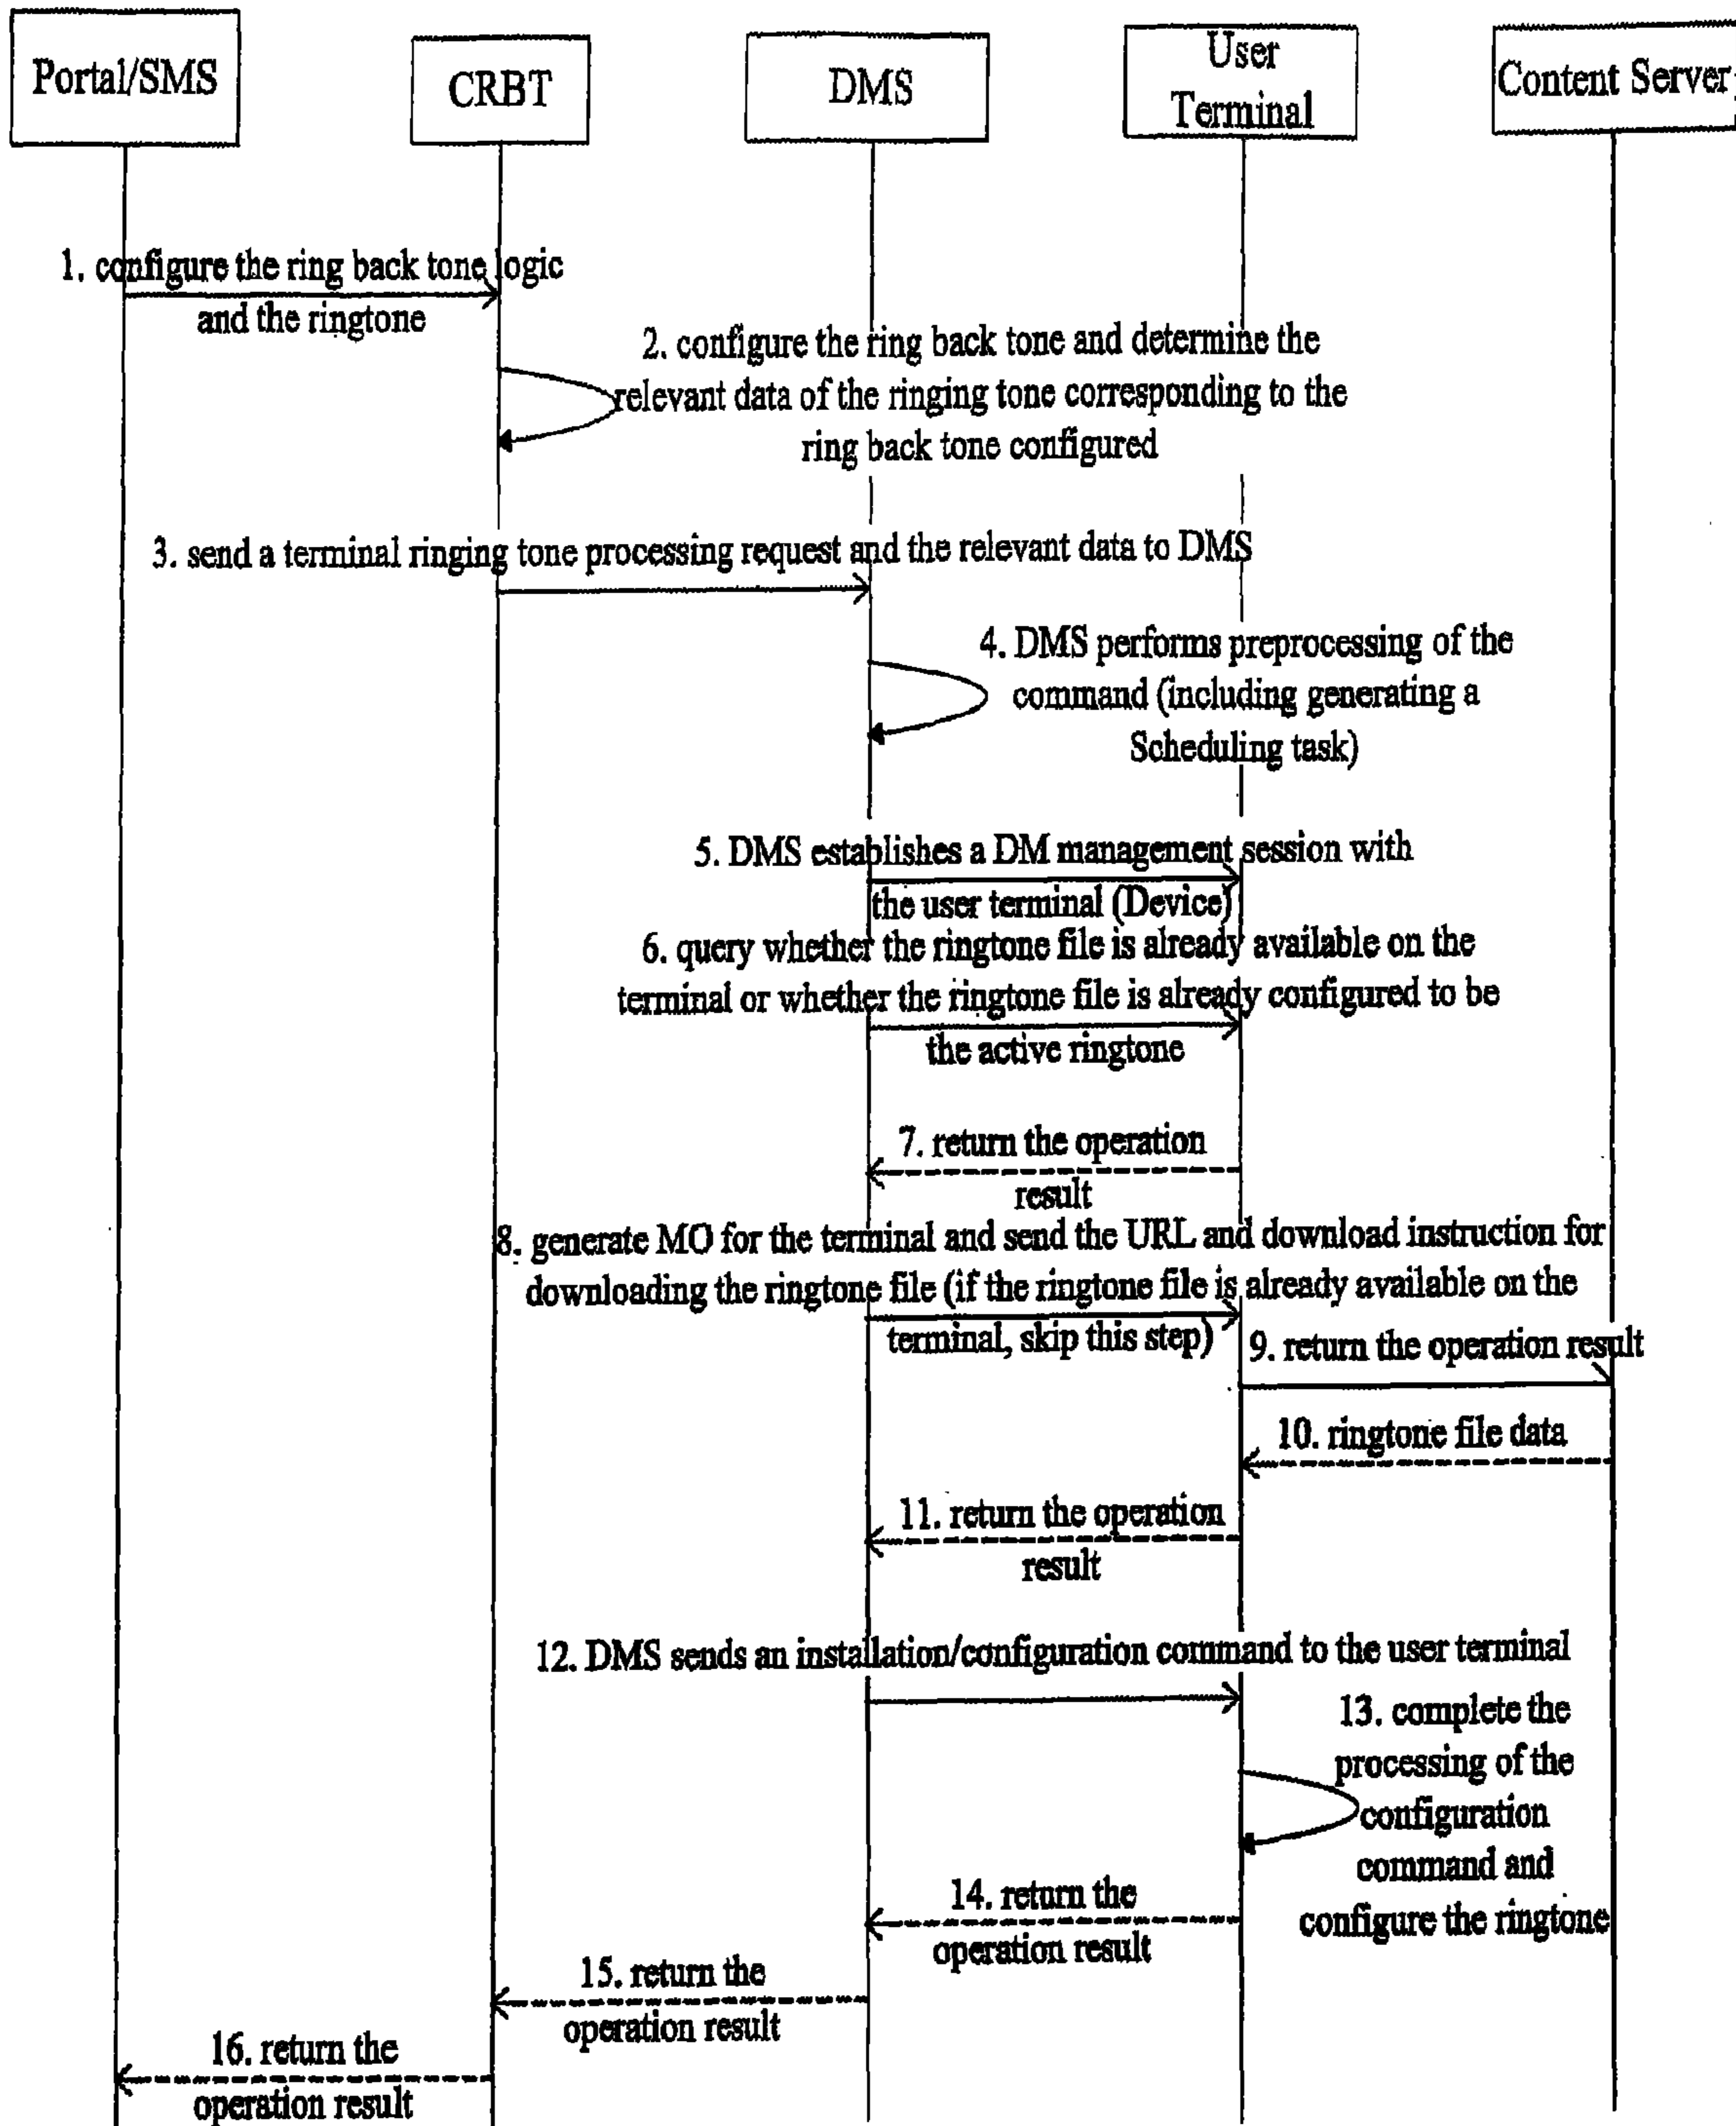 Portal/SMS
CRBT
DMS
User
Terminal
Content Server
1. configure the ring back tone logic
and the ringtone
2. configure the ring back tone and determine the
relevant data of the ringing tone corresponding to the
ring back tone configured
3. send a terminal ringing tone processing request and the relevant data to DMS
4. DMS performs preprocessing of the
command (including generating a
Scheduling task)
5. DMS establishes a DM management session with
the user terminal (Device)
6. query whether the ringtone file is already available on the
terminal or whether the ringtone file is already configured to be
the active ringtone
7. return the operation
result
8. generate MO for the terminal and send the URL and download instruction for
downloading the ringtone file (if the ringtone file is already available on the
terminal, skip this step)
9. return the operation result
10. ringtone file data
11. return the operation
result
12. DMS sends an installation/configuration command to the user terminal
13. complete the
processing of the
configuration
command and
configure the ringtone
14. return the
operation result
15. return the
operation result
16. return the
operation result